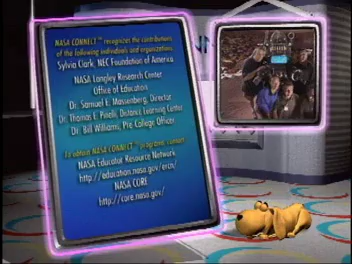 NASA CONNECT™ recognizes the contributions
of the following individuals and organizations:
Sylvia Clark, NEC Foundation of America
NASA Langley Research Center
Office of Education
Dr. Samuel E. Massenberg, Director
Dr. Thomas E. Pinelli, Distance Learning Center
Dr. Bill Williams, Pre College Officer
To obtain NASA CONNECT™ programs contact:
NASA Educator Resource Network
http://education.nasa.gov/ercn/
NASA CORE
http://core.nasa.gov/